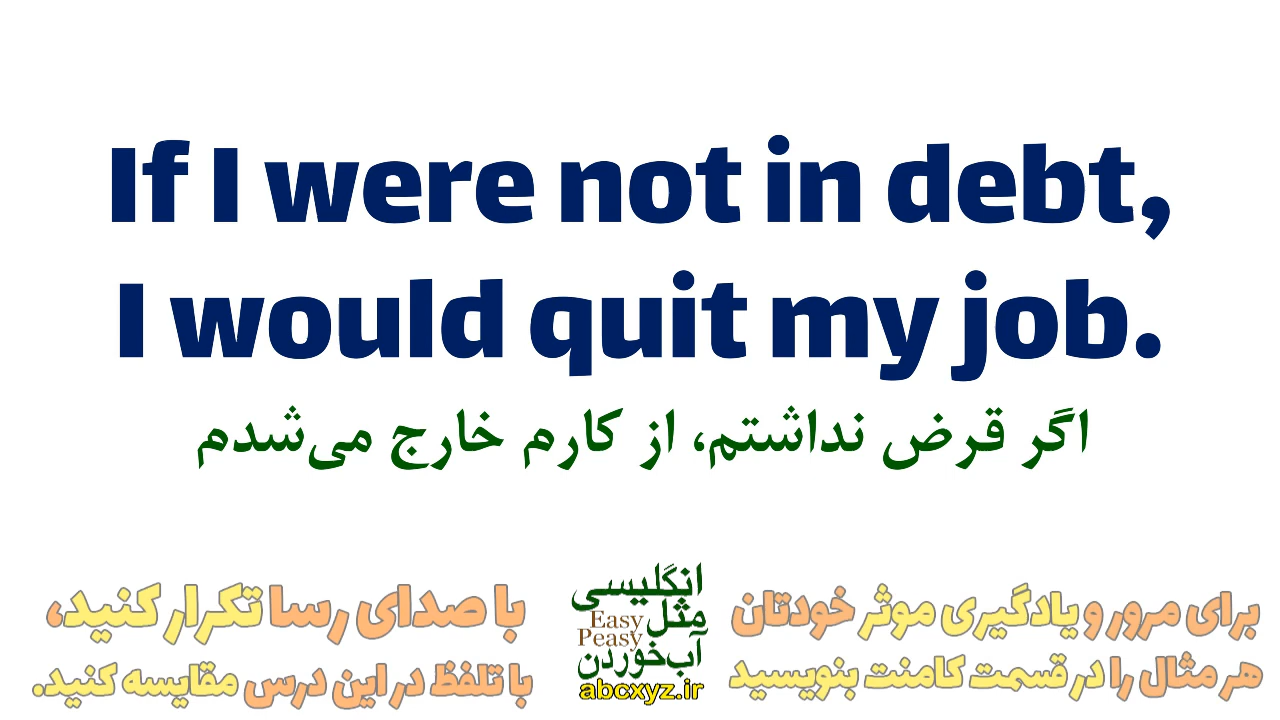 If I were not in debt,
I would quit my job.
اگر قرض نداشتم، از کارم خارج می‌شدم
برای مرور و یادگیری موثر خودتان
هر مثال را در قسمت کامنت بنویسید
انگلیسی
مثل
Easy
Peasy
آب‌خوردن
abcxyz.ir
با صدای رسا تکرار کنید،
با تلفظ در این درس مقایسه کنید.